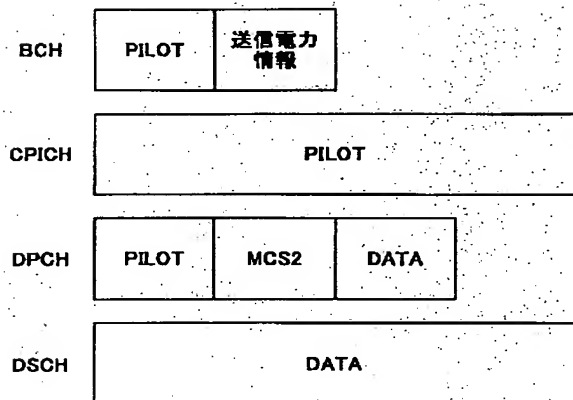 BCH PILOT 送信電力
情報
CPICH PILOT
DPCH PILOT MCS2 DATA
DSCH DATA